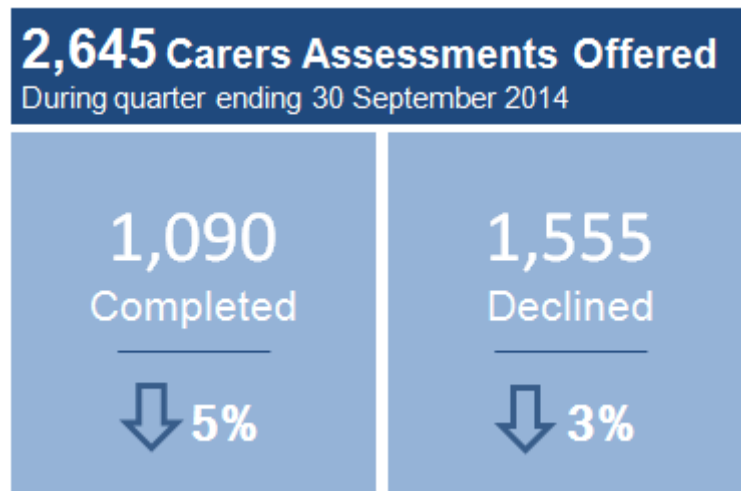 2,645 Carers Assessments Offered
During quarter ending 30 September 2014
1,090
Completed
5%
1,555
Declined
3%